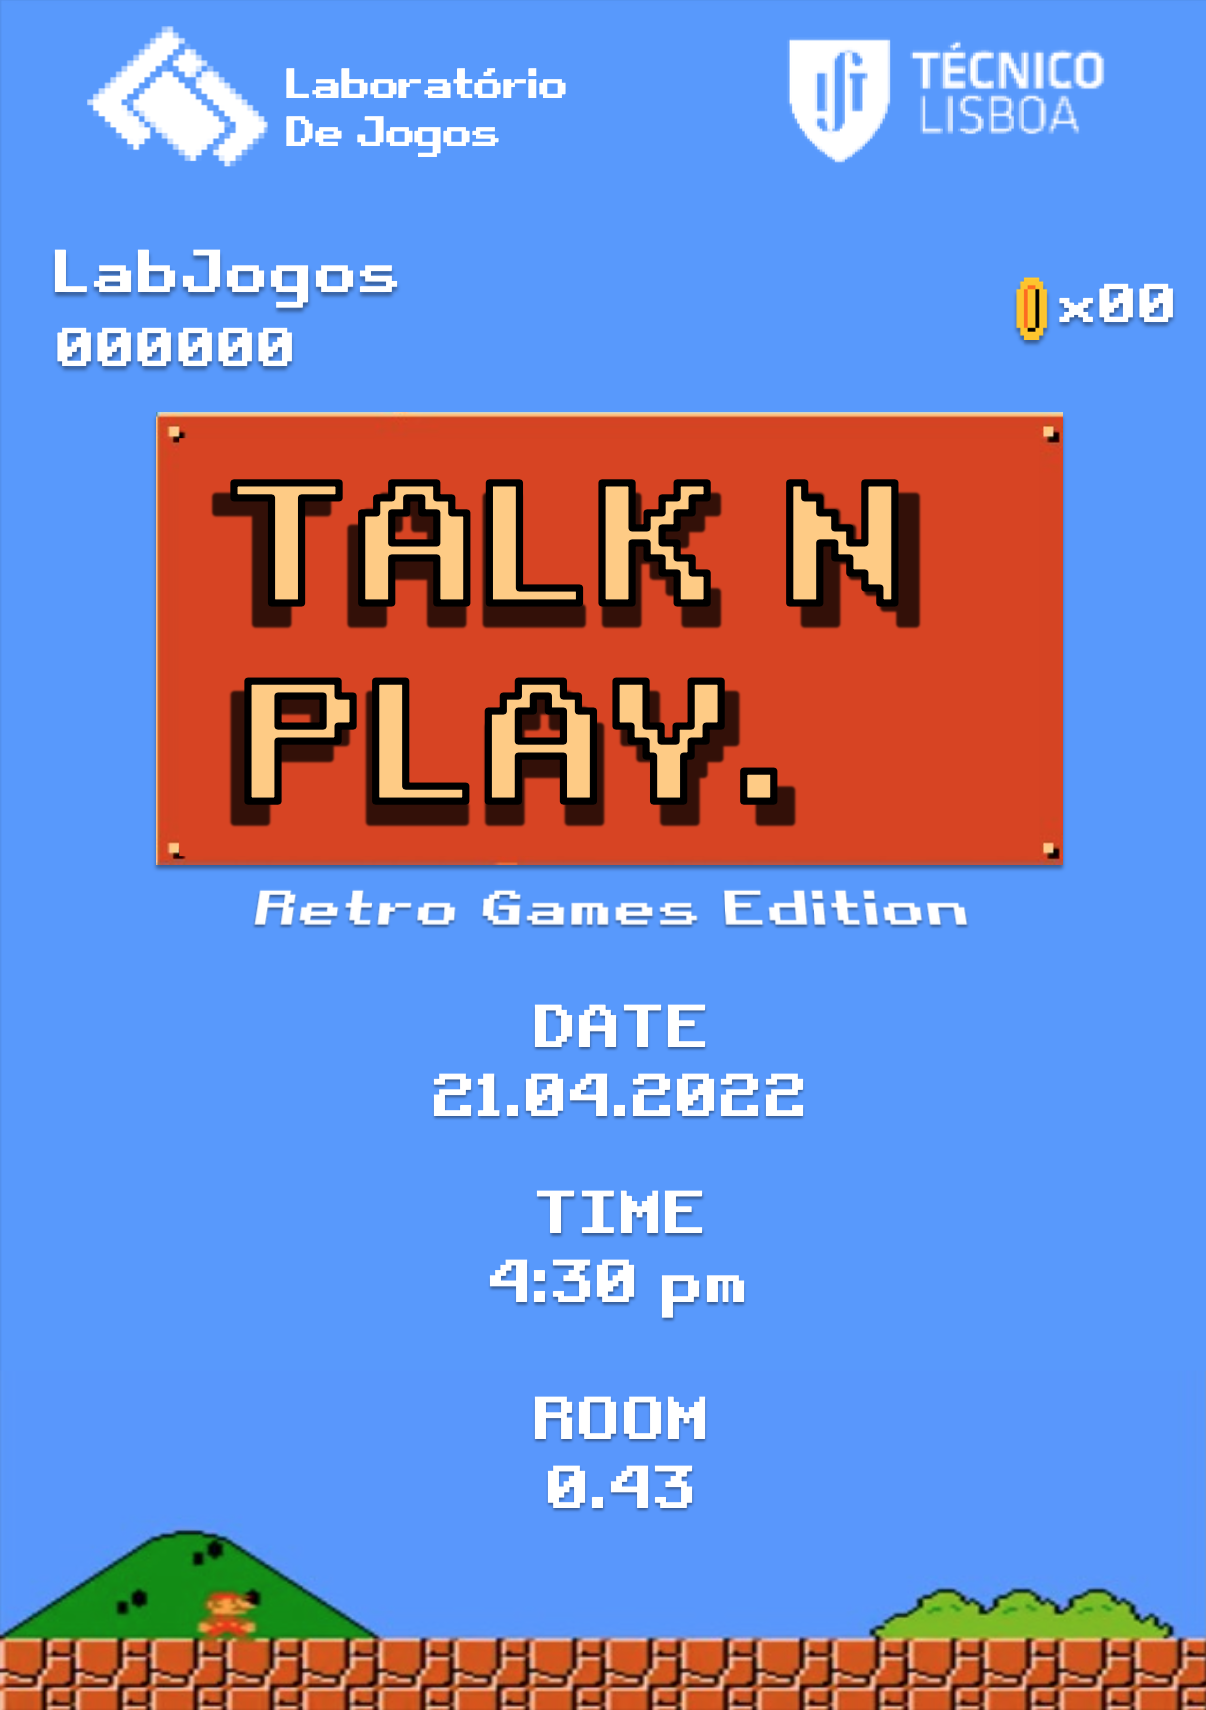 Laboratório
De Jogos
TÉCNICO
LISBOA
LabJogos
000000
x00
TALK N
PLAY.
Retro Games Edition
DATE
21.04.2022
TIME
4:30 pm
ROOM
0.43